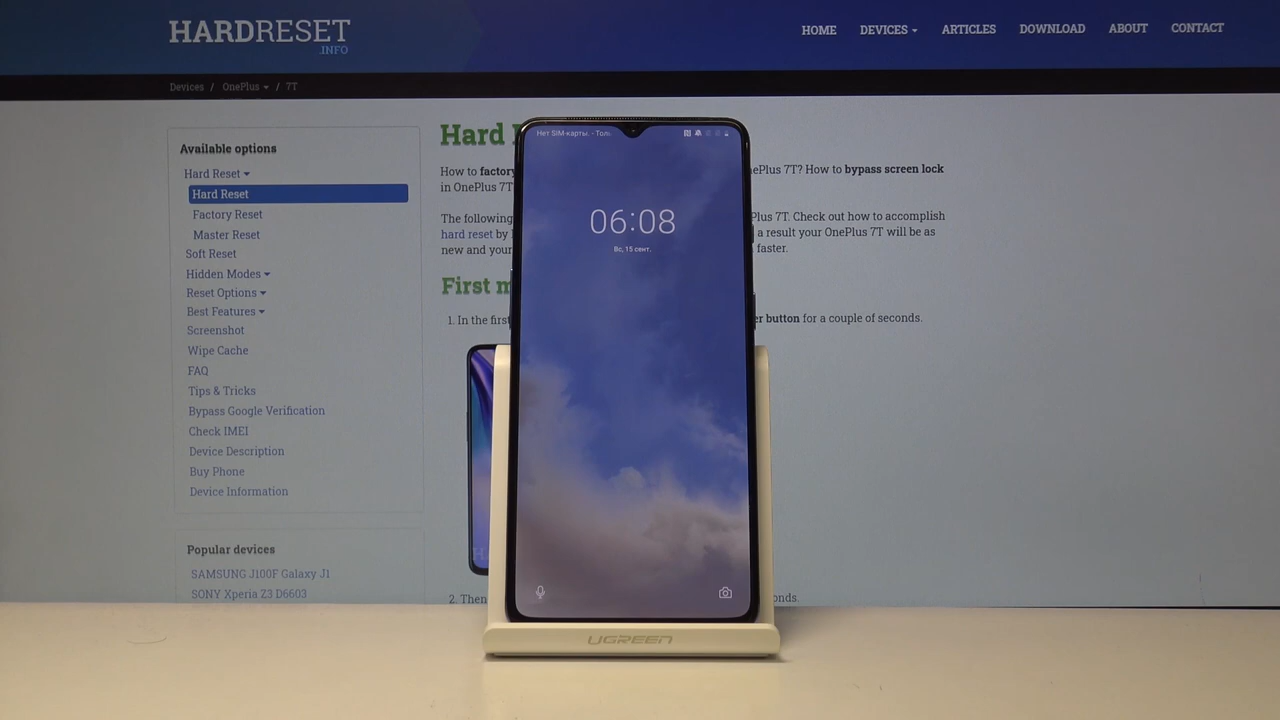 HARDRESET
.INFO
HOME DEVICES ARTICLES DOWNLOAD ABOUT CONTACT
Devices / OnePlus / 7T
Available options
Hard Reset
Hard Reset
Factory Reset
Master Reset
Soft Reset
Hidden Modes
Reset Options
Best Features
Screenshot
Wipe Cache
FAQ
Tips & Tricks
Bypass Google Verification
Check IMEI
Device Description
Buy Phone
Device Information
Popular devices
SAMSUNG J100F Galaxy J1
SONY Xperia Z3 D6603
Hard
How to factory 7T? How to bypass screen lock
in OnePlus 7T
The following Plus 7T. Check out how to accomplish
hard reset by a result your OnePlus 7T will be as
new and your faster.
First
1. In the first button for a couple of seconds.
2. Then
Нет SIM-карты. - Тол
06:08
Вс, 15 сент.
UGREEN